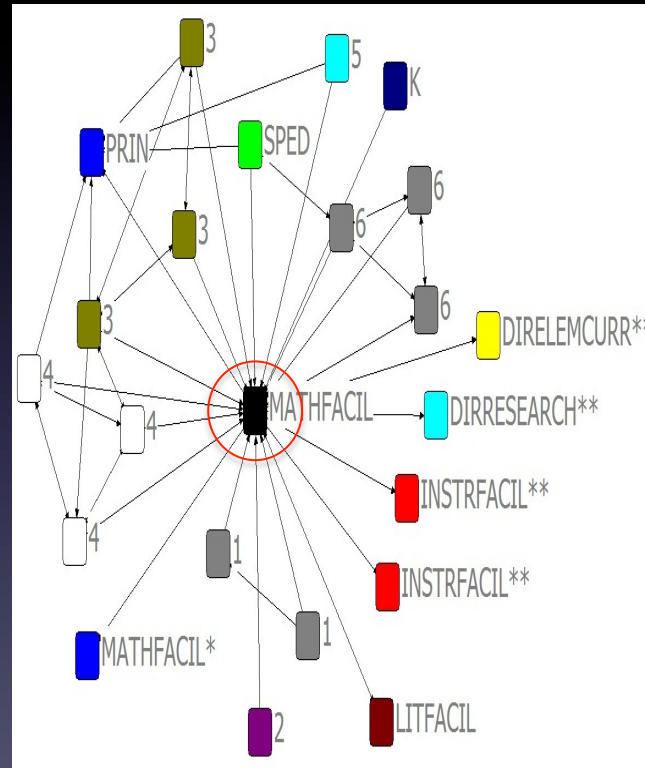 3
5
K
PRIN
SPED
6
6
3
6
3
DIRELEMCURR**
4
MATHFACIL
DIRRESEARCH**
4
INSTRFACIL**
4
1
INSTRFACIL**
1
MATHFACIL*
2
LITFACIL